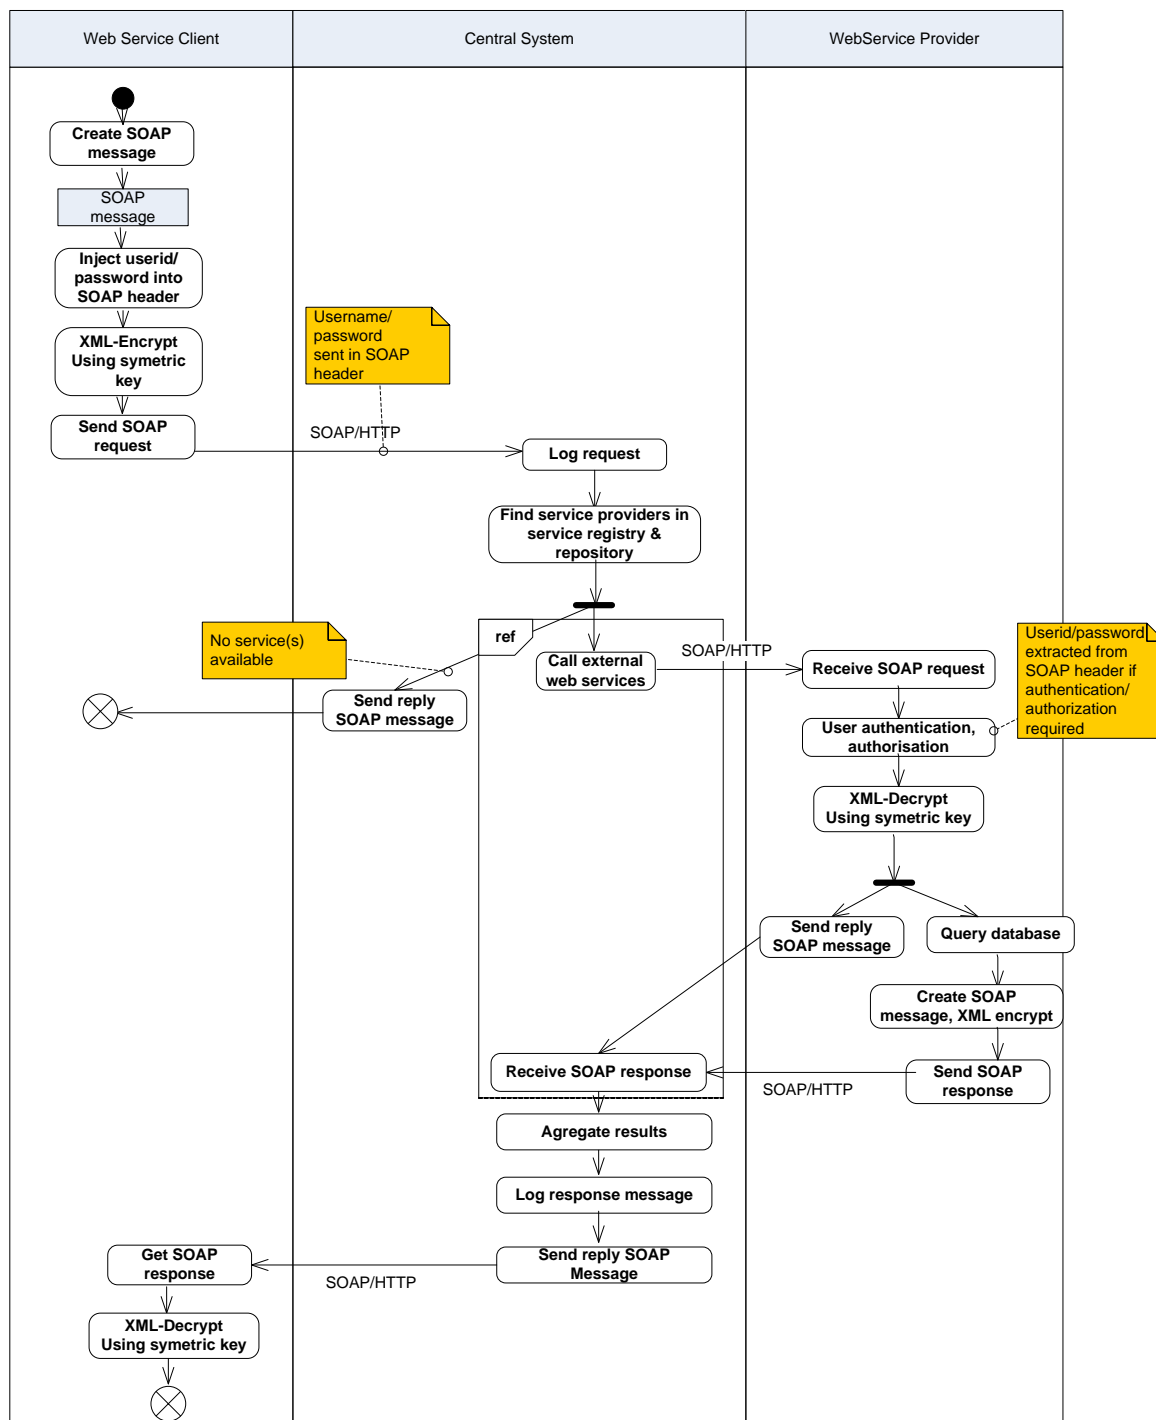 Web Service Client
Central System
WebService Provider
Create SOAP
message
SOAP
message
Inject userid/
password into
SOAP header
XML-Encrypt
Using symetric
key
Send SOAP
request
Username/
password
sent in SOAP
header
SOAP/HTTP
Log request
Find service providers in
service registry &
repository
No service(s)
available
ref
Send reply
SOAP message
Call external
web services
SOAP/HTTP
Receive SOAP request
Userid/password
extracted from
SOAP header if
authentication/
authorization
required
User authentication,
authorisation
XML-Decrypt
Using symetric key
Send reply
SOAP message
Query database
Create SOAP
message, XML encrypt
Send SOAP
response
SOAP/HTTP
Receive SOAP response
Agregate results
Log response message
Send reply SOAP
Message
SOAP/HTTP
Get SOAP
response
XML-Decrypt
Using symetric key